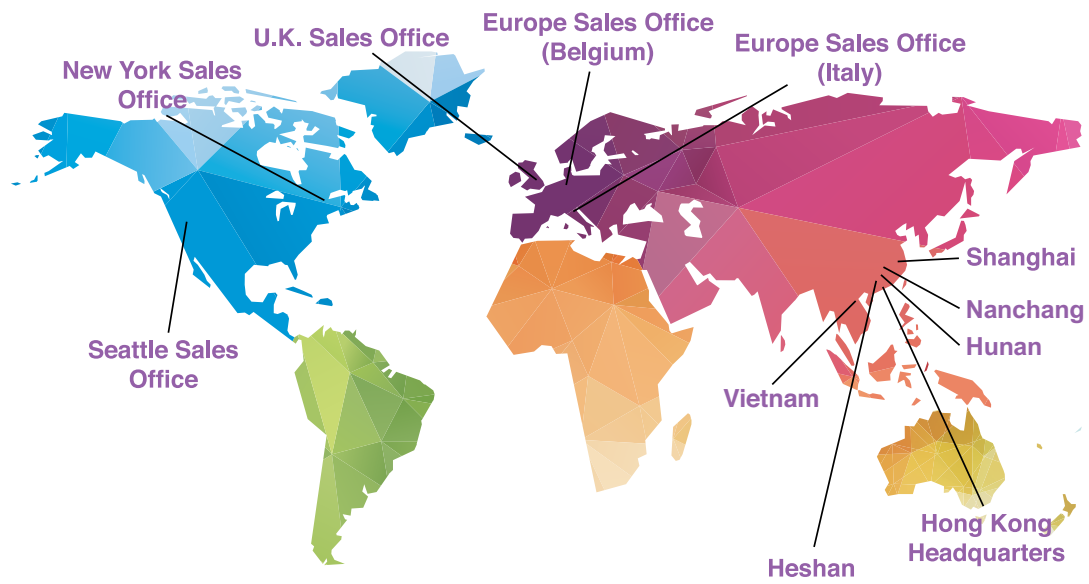 U.K. Sales Office
Europe Sales Office
(Belgium)
Europe Sales Office
(Italy)
New York Sales
Office
Seattle Sales
Office
Shanghai
Nanchang
Hunan
Vietnam
Hong Kong
Headquarters
Heshan